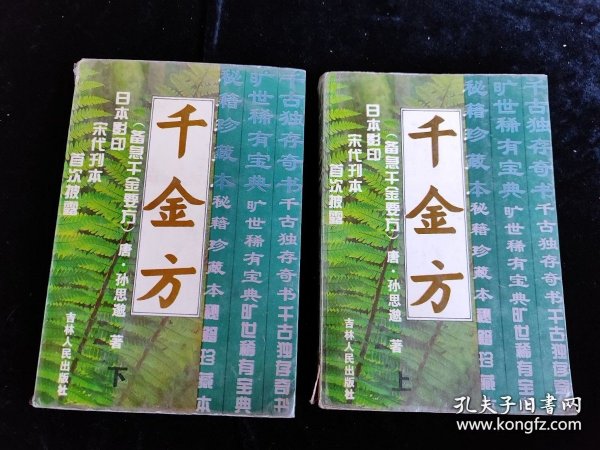 千古独存奇书千古独存奇书
旷世稀有宝典旷世稀有宝典
秘籍珍藏本秘籍珍藏本
千金方
(备急千金要方)唐·孙思邈 著
日本影印
宋代刊本
首次披露
吉林人民出版社
下
千古独存奇书千古独存奇书
旷世稀有宝典旷世稀有宝典
秘籍珍藏本秘籍珍藏本
千金方
(备急千金要方)唐·孙思邈 著
日本影印
宋代刊本
首次披露
吉林人民出版社
上
孔夫子旧书网
www.kongfz.com